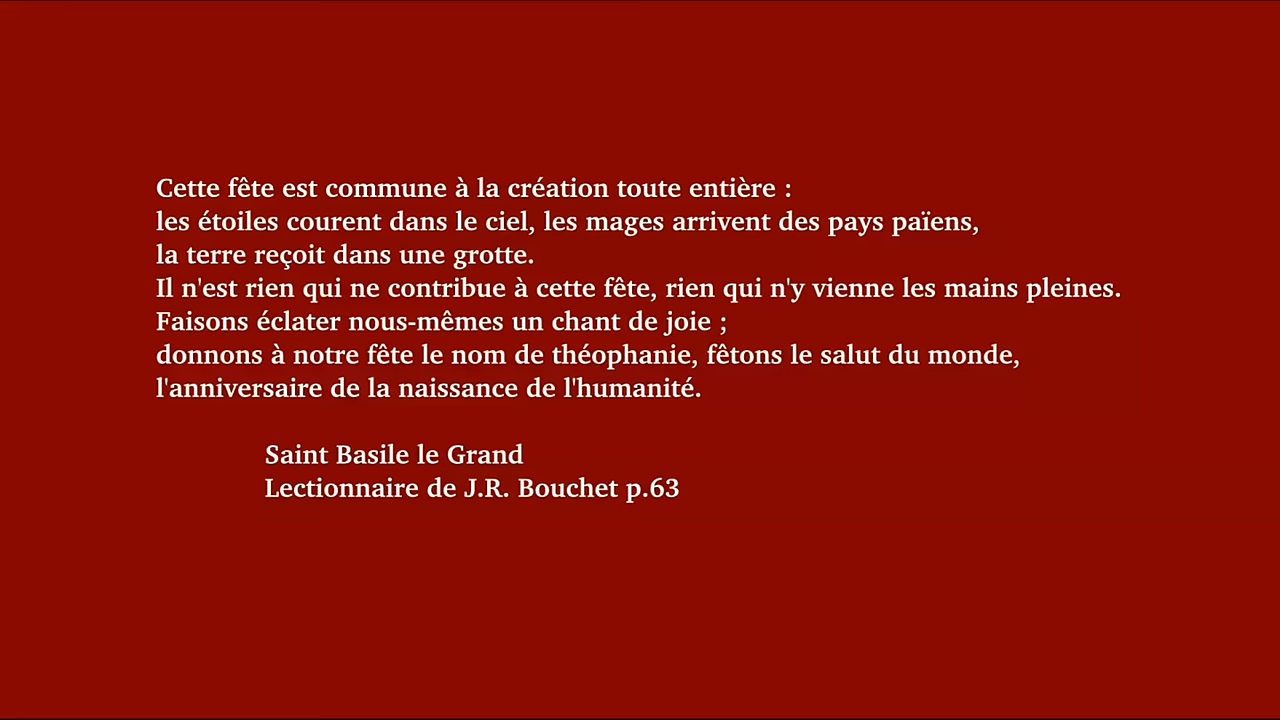 Cette fête est commune à la création toute entière :
les étoiles courent dans le ciel, les mages arrivent des pays païens,
la terre reçoit dans une grotte.
Il n'est rien qui ne contribue à cette fête, rien qui n'y vienne les mains pleines.
Faisons éclater nous-mêmes un chant de joie ;
donnons à notre fête le nom de théophanie, fêtons le salut du monde,
l'anniversaire de la naissance de l'humanité.
Saint Basile le Grand
Lectionnaire de J.R. Bouchet p.63